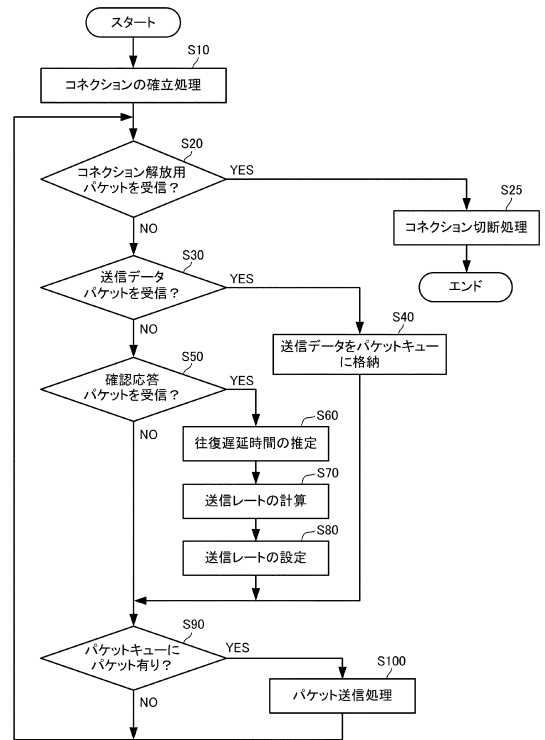 スタート
S10
コネクションの確立処理
S20
コネクション解放用
パケットを受信？
YES
NO
S25
コネクション切断処理
エンド
S30
送信データ
パケットを受信？
YES
NO
S40
送信データをパケットキュー
に格納
S50
確認応答
パケットを受信？
YES
NO
S60
往復遅延時間の推定
S70
送信レートの計算
S80
送信レートの設定
S90
パケットキューに
パケット有り？
YES
NO
S100
パケット送信処理